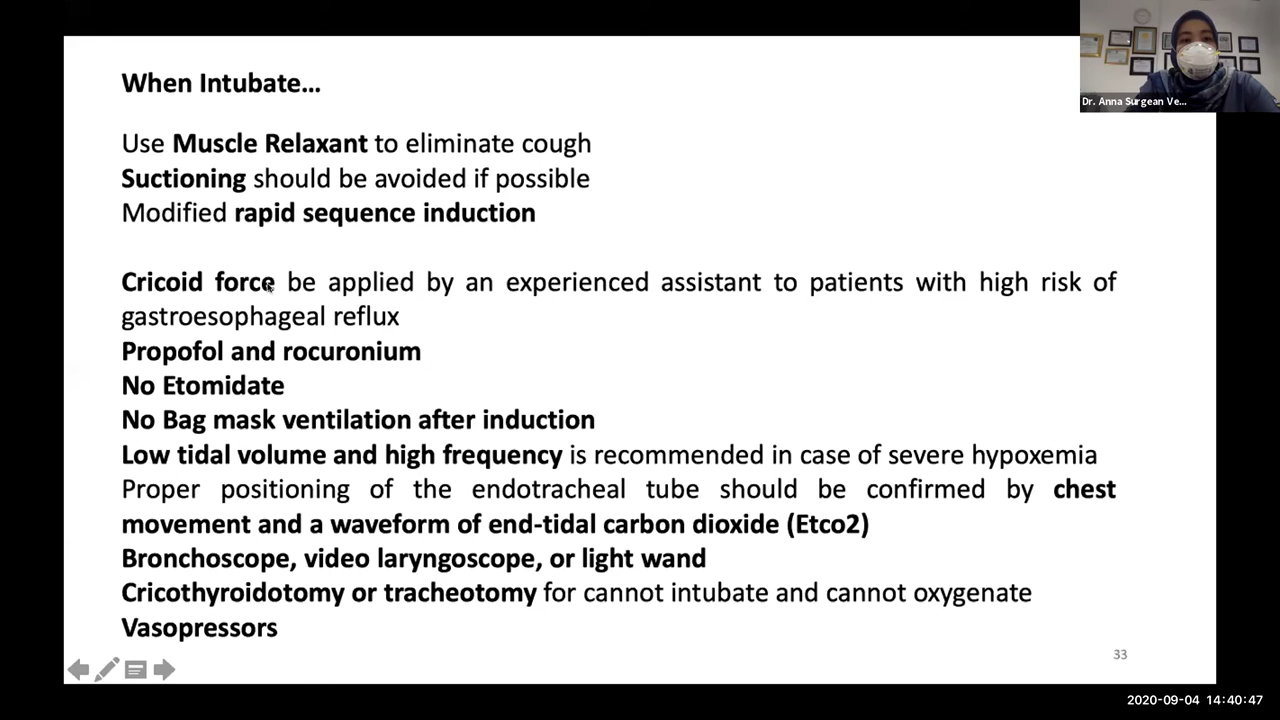 When Intubate...
Dr. Anna Surgean Ve...
Use Muscle Relaxant to eliminate cough
Suctioning should be avoided if possible
Modified rapid sequence induction
Cricoid force be applied by an experienced assistant to patients with high risk of
gastroesophageal reflux
Propofol and rocuronium
No Etomidate
No Bag mask ventilation after induction
Low tidal volume and high frequency is recommended in case of severe hypoxemia
Proper positioning of the endotracheal tube should be confirmed by chest
movement and a waveform of end-tidal carbon dioxide (Etco2)
Bronchoscope, video laryngoscope, or light wand
Cricothyroidotomy or tracheotomy for cannot intubate and cannot oxygenate
Vasopressors
33
2020-09-04 14:40:47